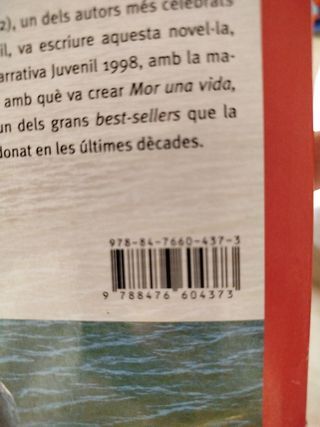 2), un dels autors més celebrats
il, va escriure aquesta novel·la,
arrativa Juvenil 1998, amb la ma-
amb què va crear Mor una vida,
un dels grans best-sellers que la
donat en les últimes dècades.
978-84-7660-437-3
9 788476 604373